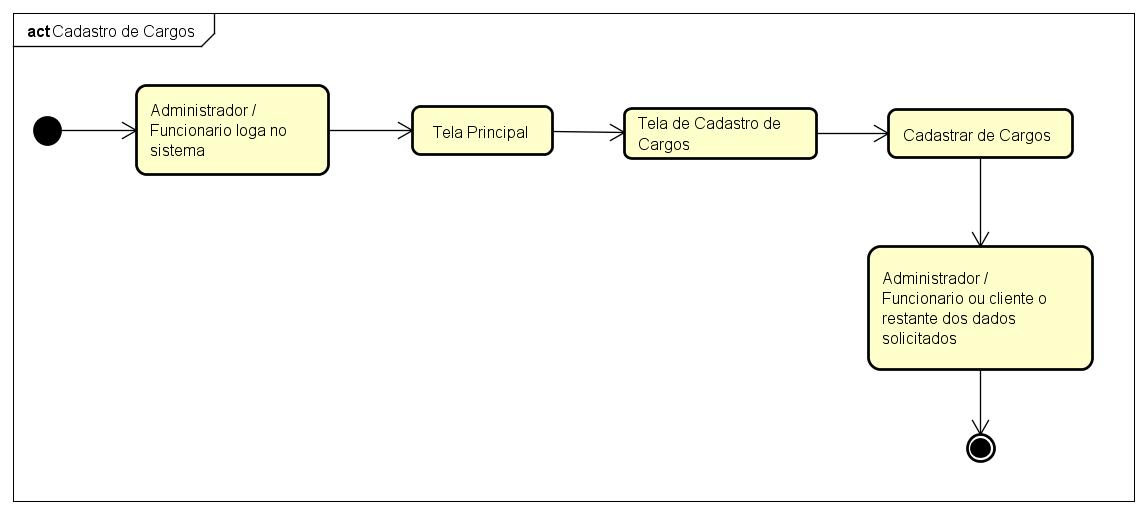 act Cadastro de Cargos
Administrador /
Funcionario loga no
sistema
Tela Principal
Tela de Cadastro de
Cargos
Cadastrar de Cargos
Administrador /
Funcionario ou cliente o
restante dos dados
solicitados